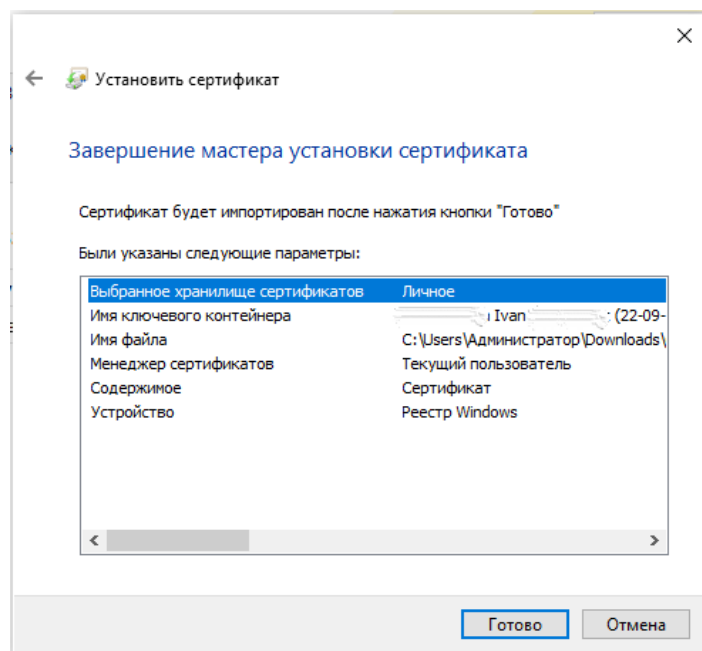 Установить сертификат
Завершение мастера установки сертификата
Сертификат будет импортирован после нажатия кнопки "Готово"
Были указаны следующие параметры:
Выбранное хранилище сертификатов Личное
Имя ключевого контейнера Ivan (22-09-
Имя файла C:\Users\Администратор\Downloads\
Менеджер сертификатов Текущий пользователь
Содержимое Сертификат
Устройство Реестр Windows
Готово Отмена